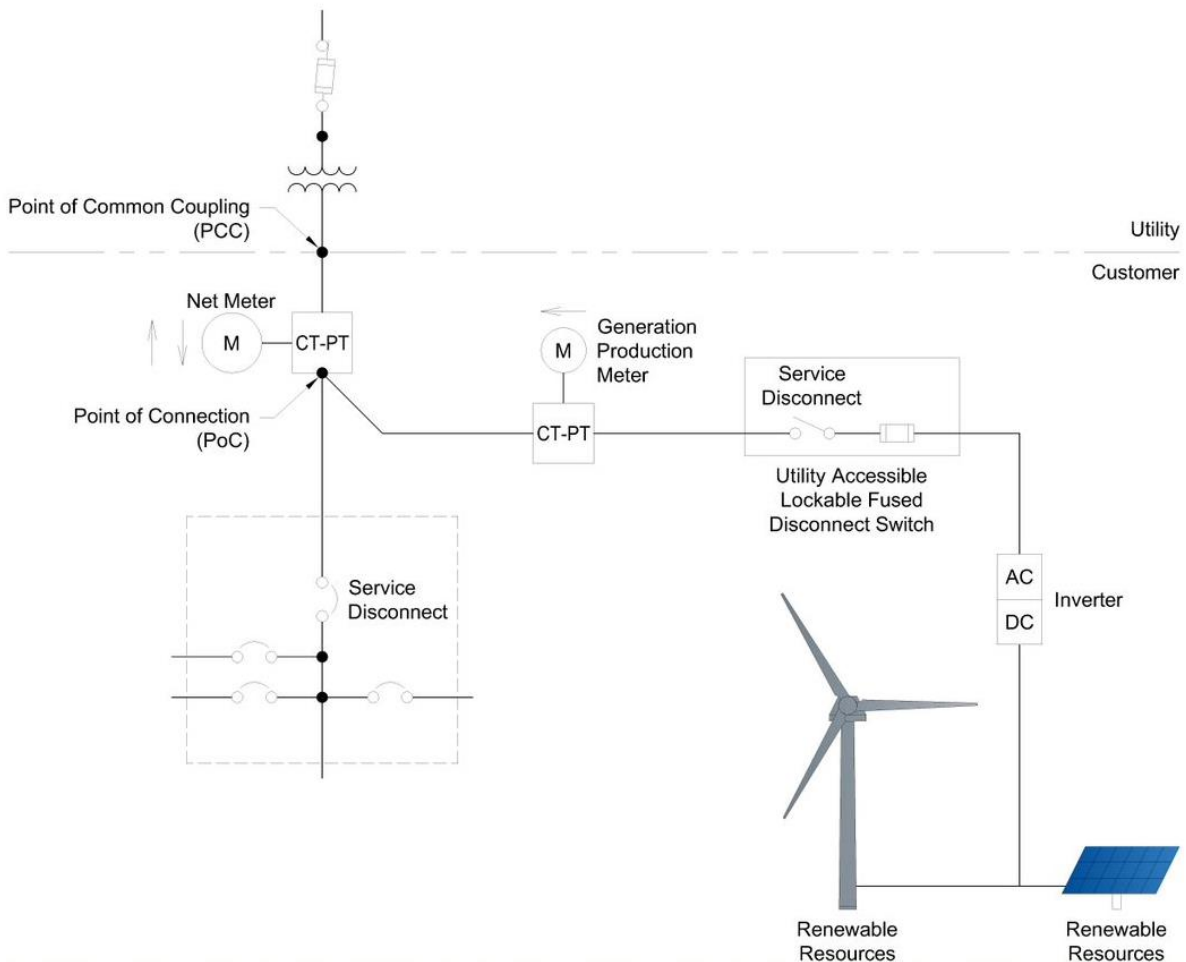 Point of Common Coupling
(PCC)
Utility
Customer
Net Meter
M
CT-PT
Generation
Production
Meter
M
CT-PT
Point of Connection
(PoC)
Service
Disconnect
Utility Accessible
Lockable Fused
Disconnect Switch
Service
Disconnect
AC
DC
Inverter
Renewable
Resources
Renewable
Resources